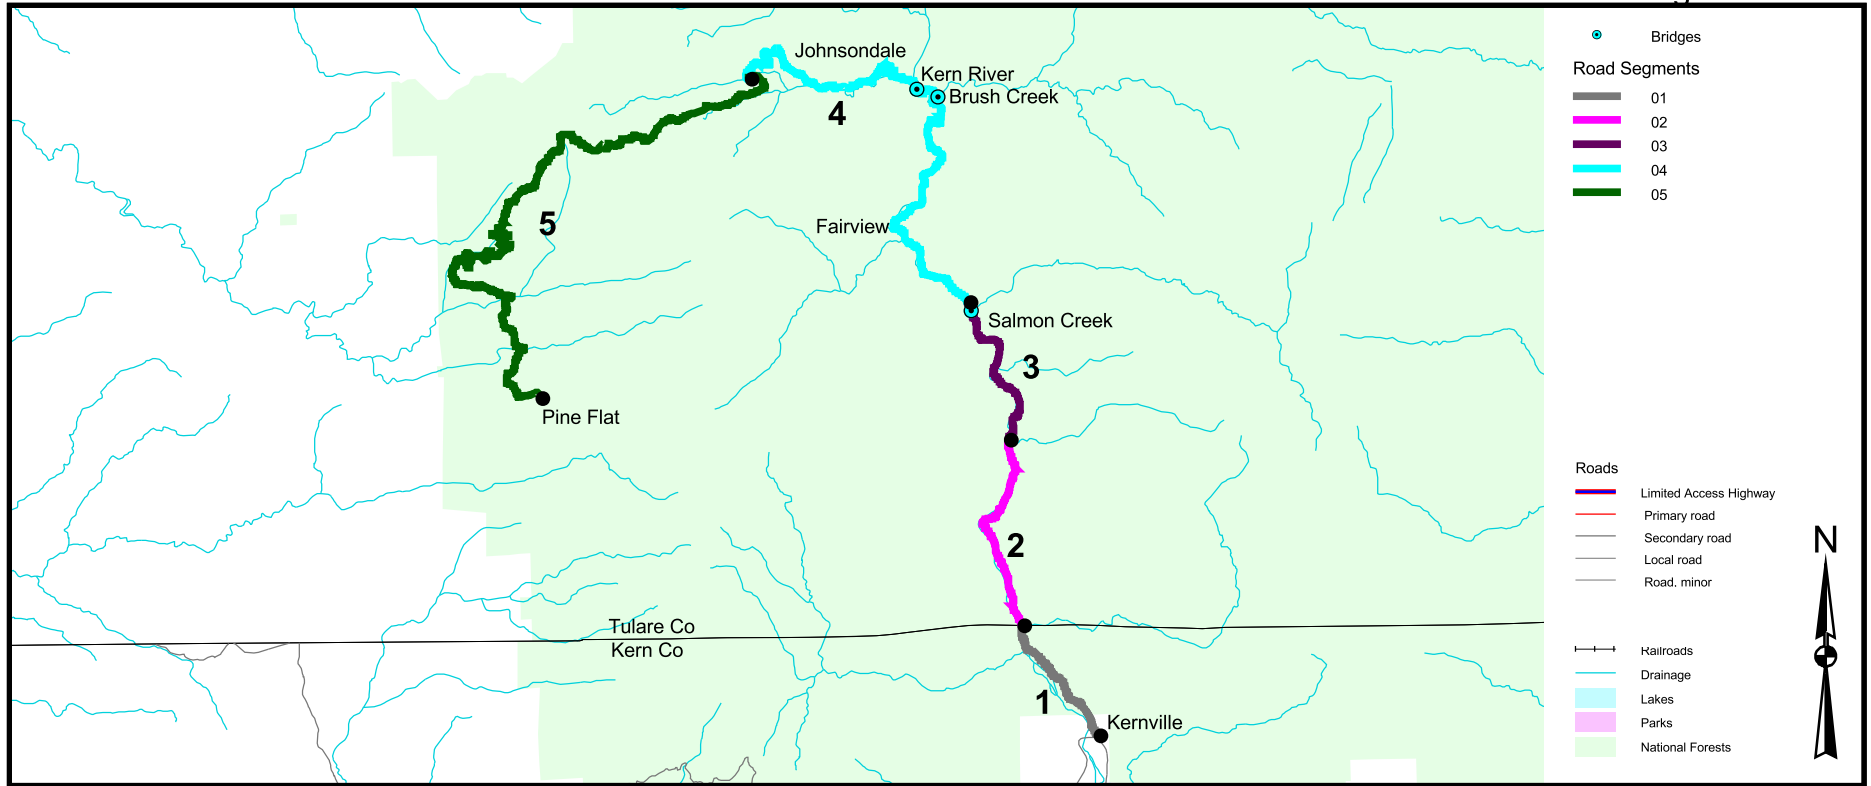 Johnsondale
Kern River
Brush Creek
4
Fairview
5
Salmon Creek
3
Pine Flat
2
Tulare Co
Kern Co
1
Kernville
Bridges
Road Segments
01
02
03
04
05
Roads
Limited Access Highway
Primary road
Secondary road
Local road
Road, minor
Railroads
Drainage
Lakes
Parks
National Forests
N